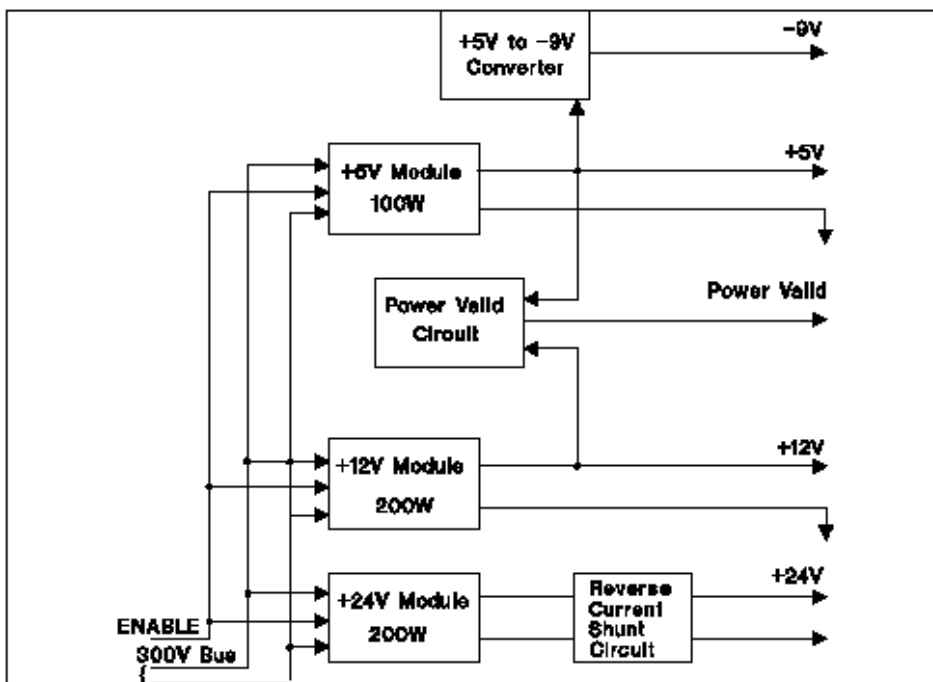 +5V to -9V
Converter
-9V
+5V Module
100W
+5V
Power Valid
Circuit
Power Valid
+12V Module
200W
+12V
+24V Module
200W
Reverse
Current
Shunt
Circuit
+24V
ENABLE
300V Bus